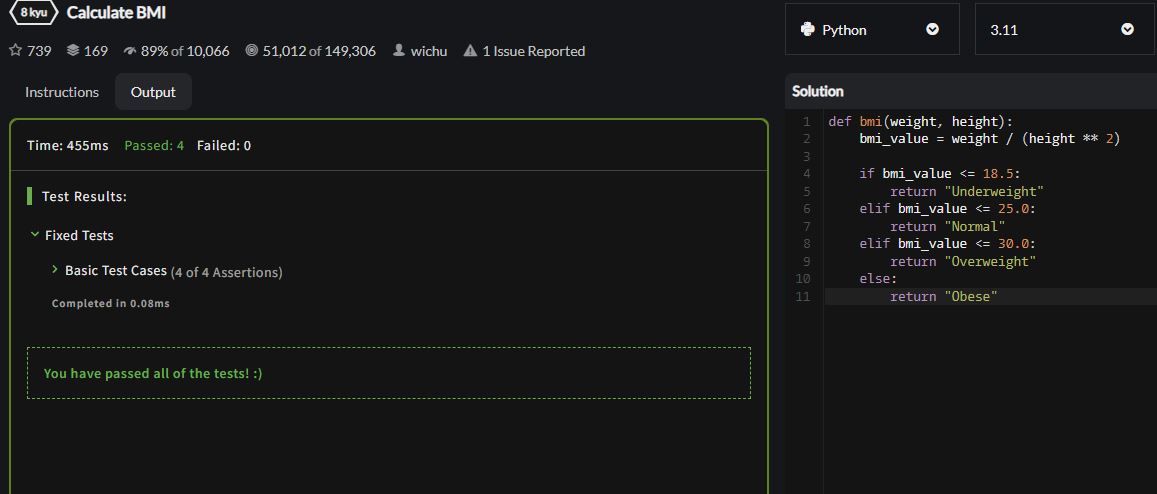 8 kyu Calculate BMI
739 169 89% of 10,066 51,012 of 149,306 wichu 1 Issue Reported
Instructions Output
Time: 455ms Passed: 4 Failed: 0
Test Results:
Fixed Tests
Basic Test Cases (4 of 4 Assertions)
Completed in 0.08ms
You have passed all of the tests! :)
Python 3.11
Solution
1 def bmi(weight, height):
2     bmi_value = weight / (height ** 2)
3
4     if bmi_value <= 18.5:
5         return "Underweight"
6     elif bmi_value <= 25.0:
7         return "Normal"
8     elif bmi_value <= 30.0:
9         return "Overweight"
10     else:
11         return "Obese"